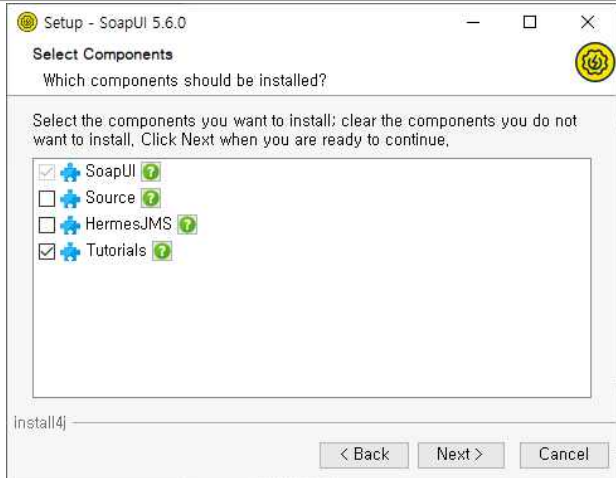 Setup - SoapUI 5.6.0
Select Components
Which components should be installed?
Select the components you want to install; clear the components you do not
want to install. Click Next when you are ready to continue.
SoapUI
Source
HermesJMS
Tutorials
install4j
< Back Next > Cancel